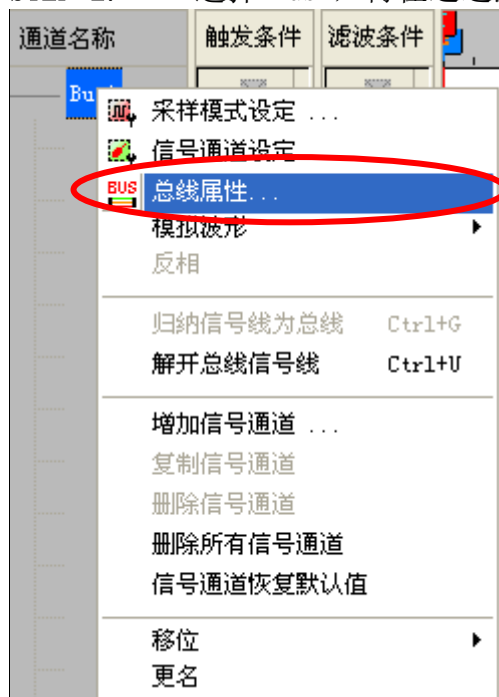 通道名称 触发条件 滤波条件
Bu
采样模式设定 ...
信号通道设定
BUS 总线属性...
模拟波形
反相
归纳信号线为总线 Ctrl+G
解开总线信号线 Ctrl+U
增加信号通道 ...
复制信号通道
删除信号通道
删除所有信号通道
信号通道恢复默认值
移位
更名